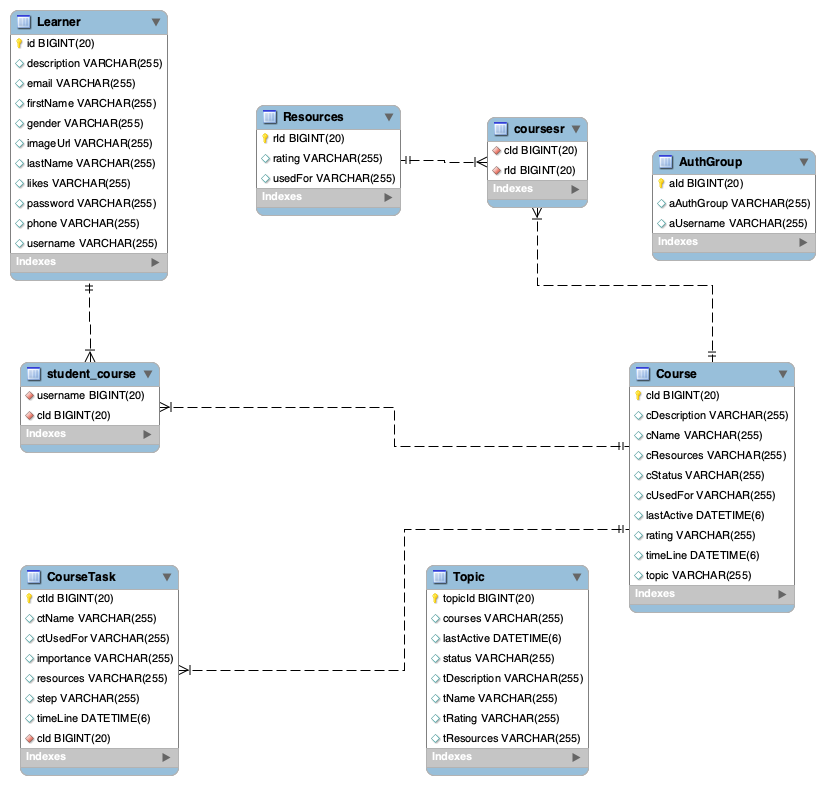 Learner
id BIGINT(20)
description VARCHAR(255)
email VARCHAR(255)
firstName VARCHAR(255)
gender VARCHAR(255)
imageUrl VARCHAR(255)
lastName VARCHAR(255)
likes VARCHAR(255)
password VARCHAR(255)
phone VARCHAR(255)
username VARCHAR(255)
Indexes
Resources
rId BIGINT(20)
rating VARCHAR(255)
usedFor VARCHAR(255)
Indexes
coursesr
cId BIGINT(20)
rId BIGINT(20)
Indexes
AuthGroup
aId BIGINT(20)
aAuthGroup VARCHAR(255)
aUsername VARCHAR(255)
Indexes
student_course
username BIGINT(20)
cId BIGINT(20)
Indexes
Course
cId BIGINT(20)
cDescription VARCHAR(255)
cName VARCHAR(255)
cResources VARCHAR(255)
cStatus VARCHAR(255)
cUsedFor VARCHAR(255)
lastActive DATETIME(6)
rating VARCHAR(255)
timeLine DATETIME(6)
topic VARCHAR(255)
Indexes
CourseTask
ctId BIGINT(20)
ctName VARCHAR(255)
ctUsedFor VARCHAR(255)
importance VARCHAR(255)
resources VARCHAR(255)
step VARCHAR(255)
timeLine DATETIME(6)
cId BIGINT(20)
Indexes
Topic
topicId BIGINT(20)
courses VARCHAR(255)
lastActive DATETIME(6)
status VARCHAR(255)
tDescription VARCHAR(255)
tName VARCHAR(255)
tRating VARCHAR(255)
tResources VARCHAR(255)
Indexes